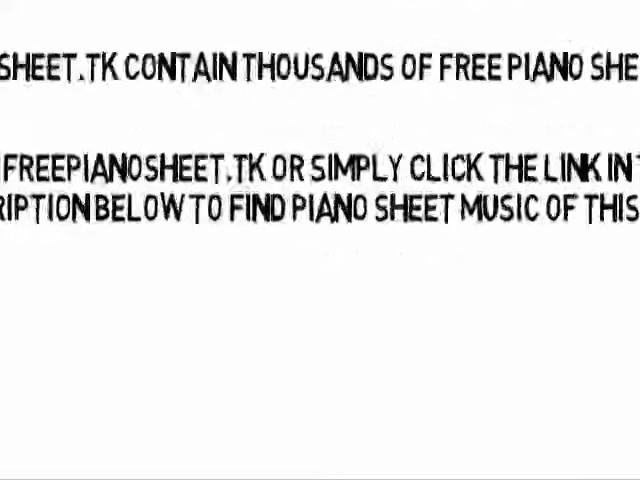 SHEET.TK CONTAIN THOUSANDS OF FREE PIANO SHE
FREEPIANOSHEET.TK OR SIMPLY CLICK THE LINK IN
RIPTION BELOW TO FIND PIANO SHEET MUSIC OF THIS